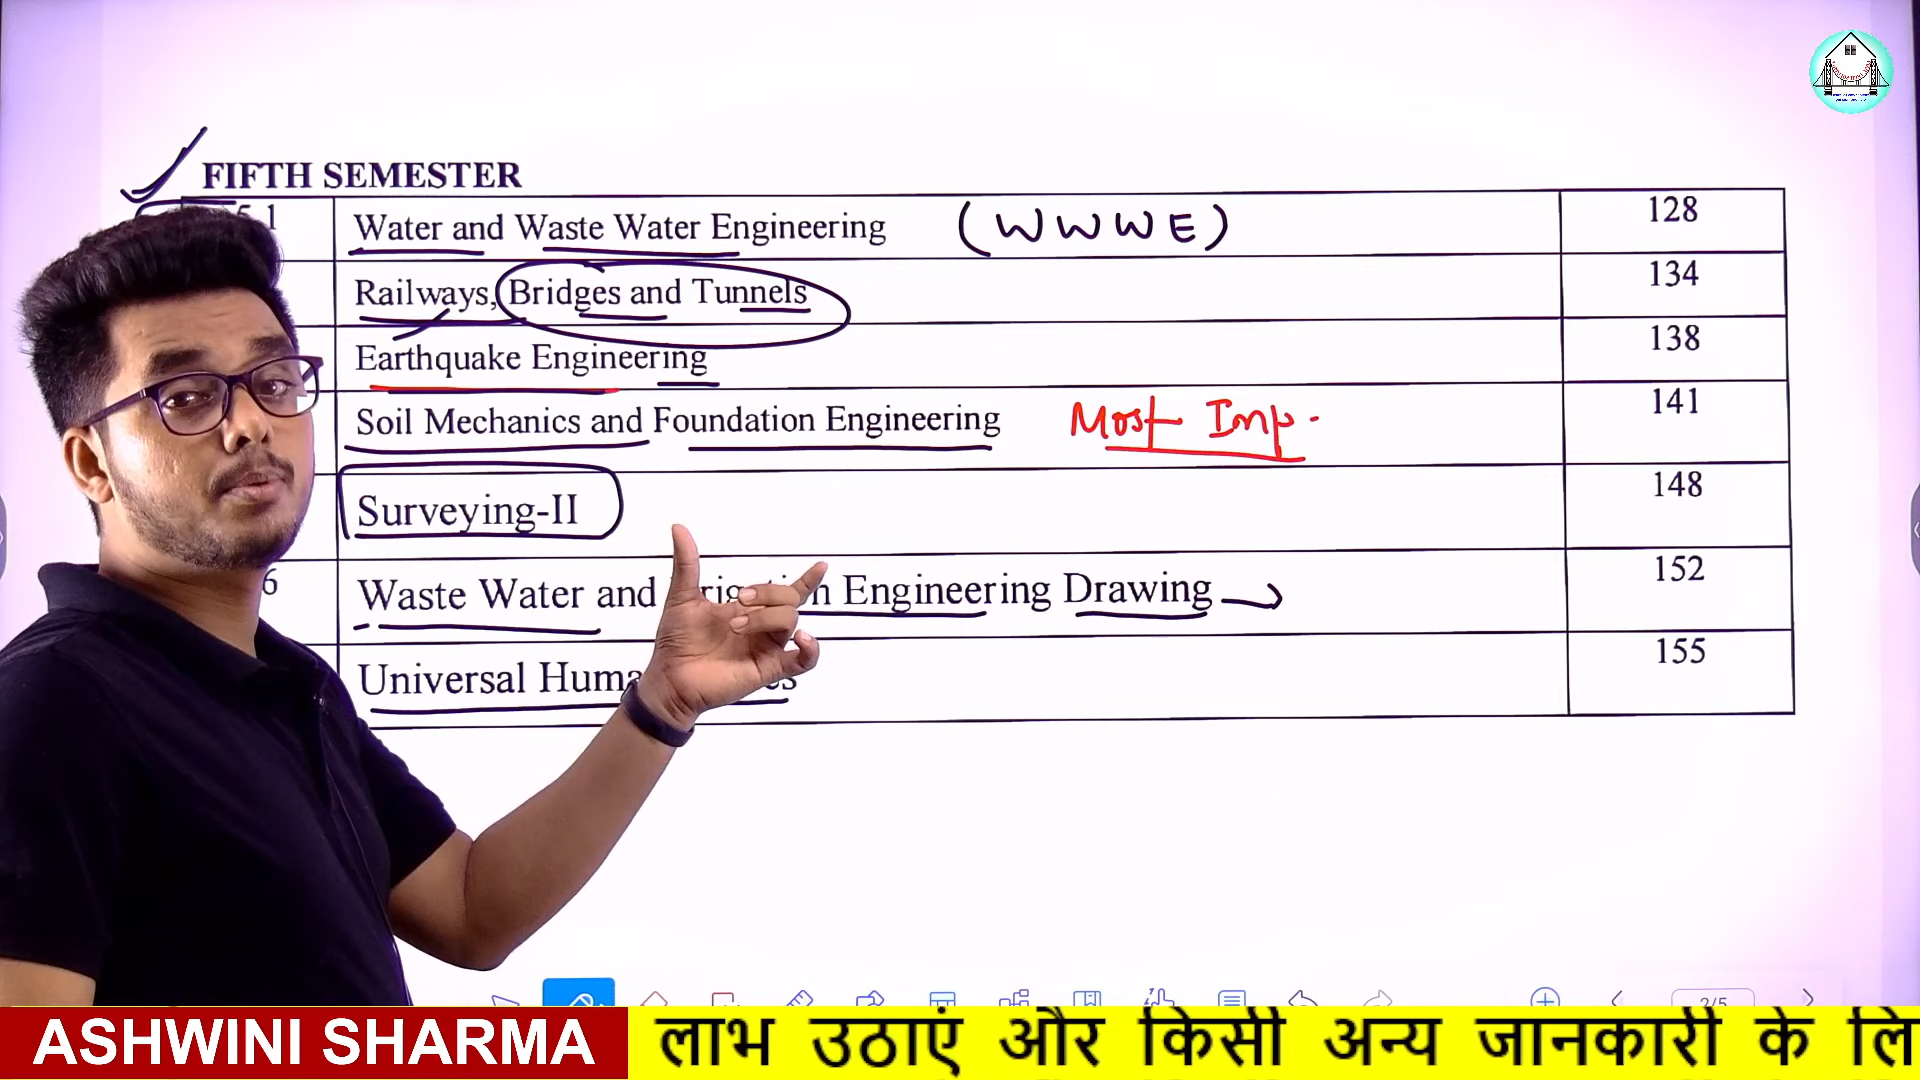 FIFTH SEMESTER
Water and Waste Water Engineering (WWWE) 128
Railways, Bridges and Tunnels 134
Earthquake Engineering 138
Soil Mechanics and Foundation Engineering Most Imp. 141
Surveying-II 148
6 Waste Water and Engineering Drawing 152
Universal 155
2/5
ASHWINI SHARMA लाभ उठाएं और किसी अन्य जानकारी के लि